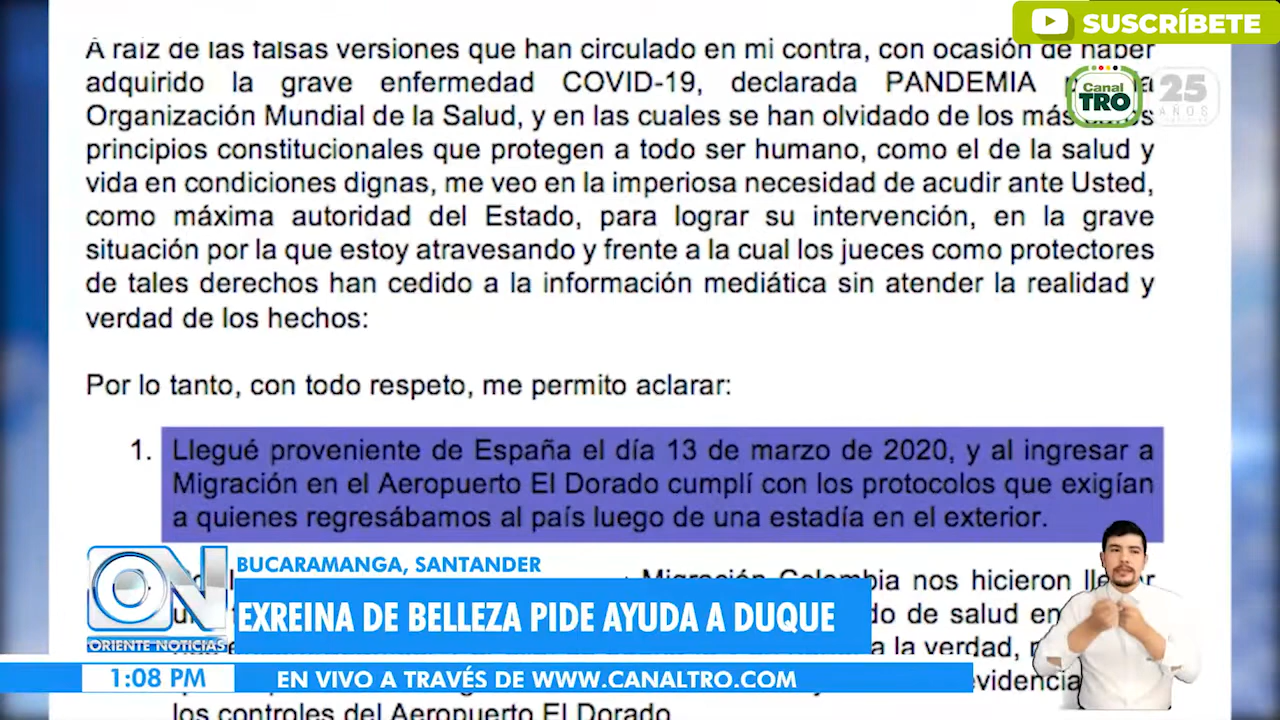 SUSCRÍBETE
A raíz de las falsas versiones que han circulado en mi contra, con ocasión de haber
adquirido la grave enfermedad COVID-19, declarada PANDEMIA
Canal
TRO
25
AÑOS
Organización Mundial de la Salud, y en las cuales se han olvidado de los más
principios constitucionales que protegen a todo ser humano, como el de la salud y
vida en condiciones dignas, me veo en la imperiosa necesidad de acudir ante Usted,
como máxima autoridad del Estado, para lograr su intervención, en la grave
situación por la que estoy atravesando y frente a la cual los jueces como protectores
de tales derechos han cedido a la información mediática sin atender la realidad y
verdad de los hechos:
Por lo tanto, con todo respeto, me permito aclarar:
1. Llegué proveniente de España el día 13 de marzo de 2020, y al ingresar a
Migración en el Aeropuerto El Dorado cumplí con los protocolos que exigían
a quienes regresábamos al país luego de una estadía en el exterior.
Migración Colombia nos hicieron
do de salud en
a la verdad,
evidencia
los controles del Aeropuerto El Dorado
ON
ORIENTE NOTICIAS
BUCARAMANGA, SANTANDER
EXREINA DE BELLEZA PIDE AYUDA A DUQUE
1:08 PM
EN VIVO A TRAVÉS DE WWW.CANALTRO.COM